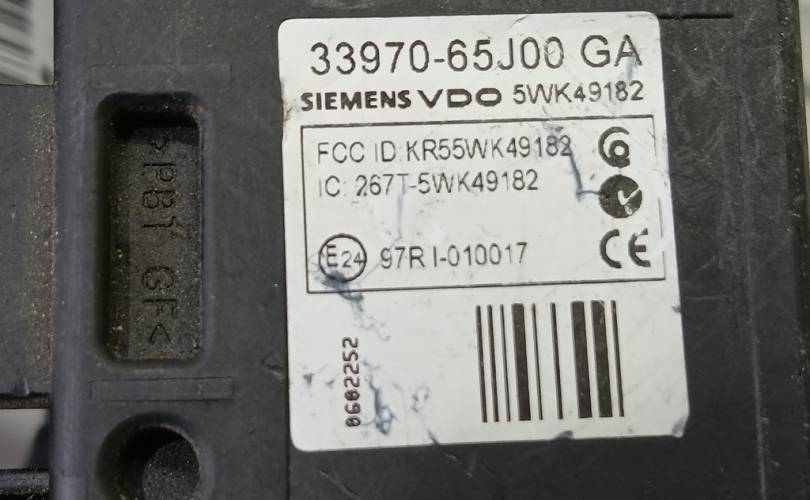 33970-65J00 GA
SIEMENS VDO 5WK49182
FCC ID:KR55WK49182
IC: 267T-5WK49182
E24 97R I-010017
CE
0602252
>PBT GF<